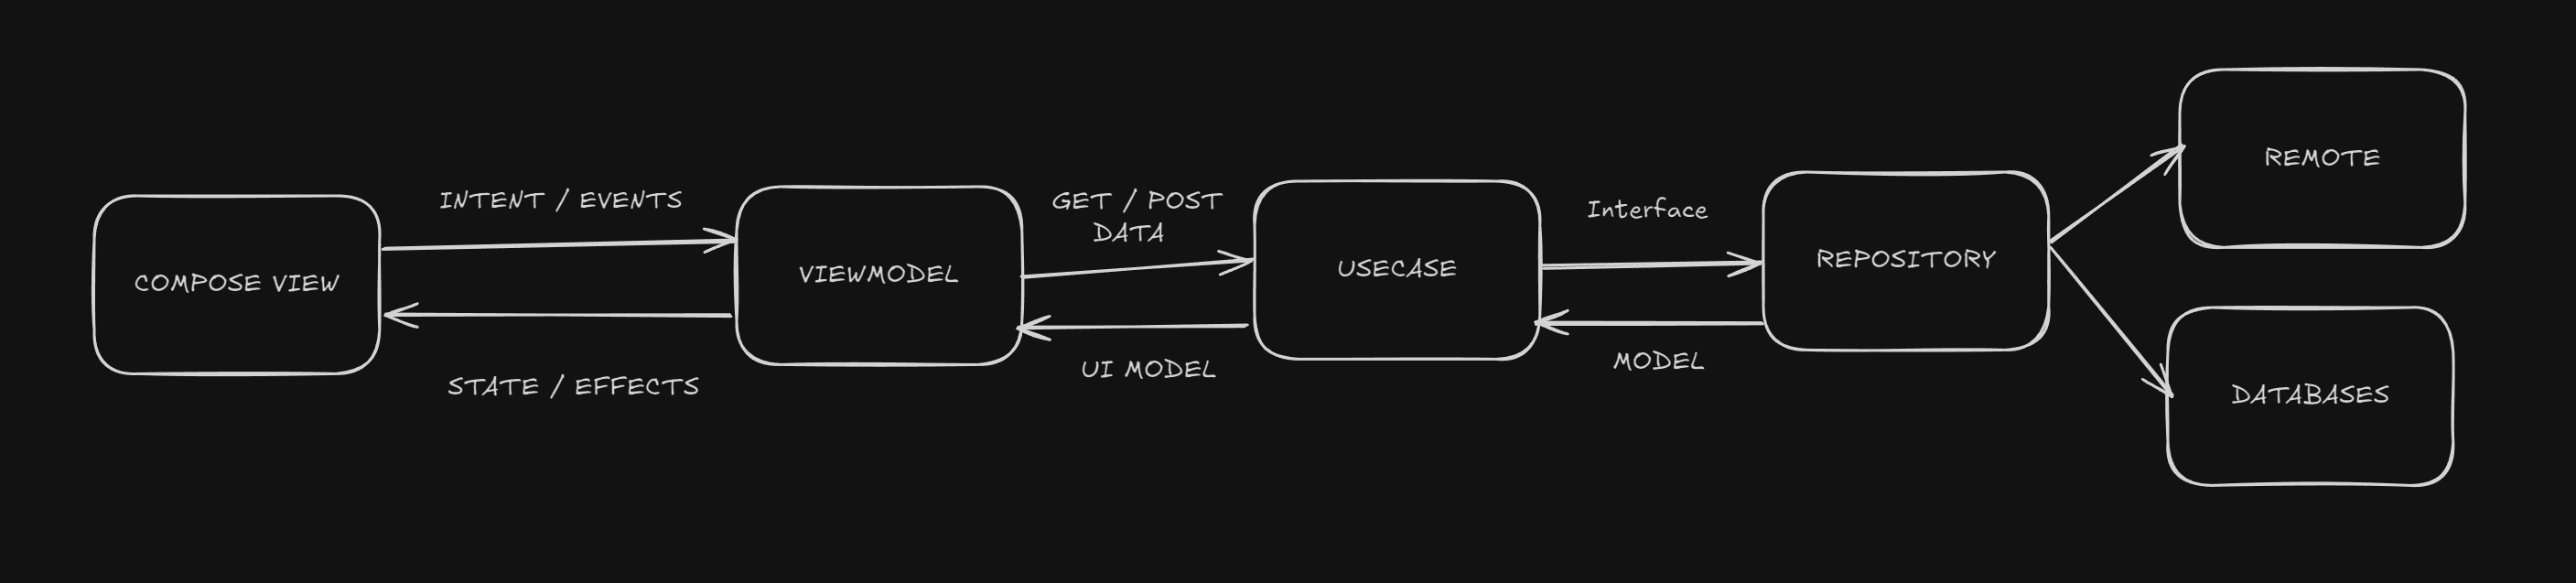 COMPOSE VIEW
INTENT / EVENTS
STATE / EFFECTS
VIEWMODEL
GET / POST
DATA
UI MODEL
USECASE
Interface
MODEL
REPOSITORY
REMOTE
DATABASES